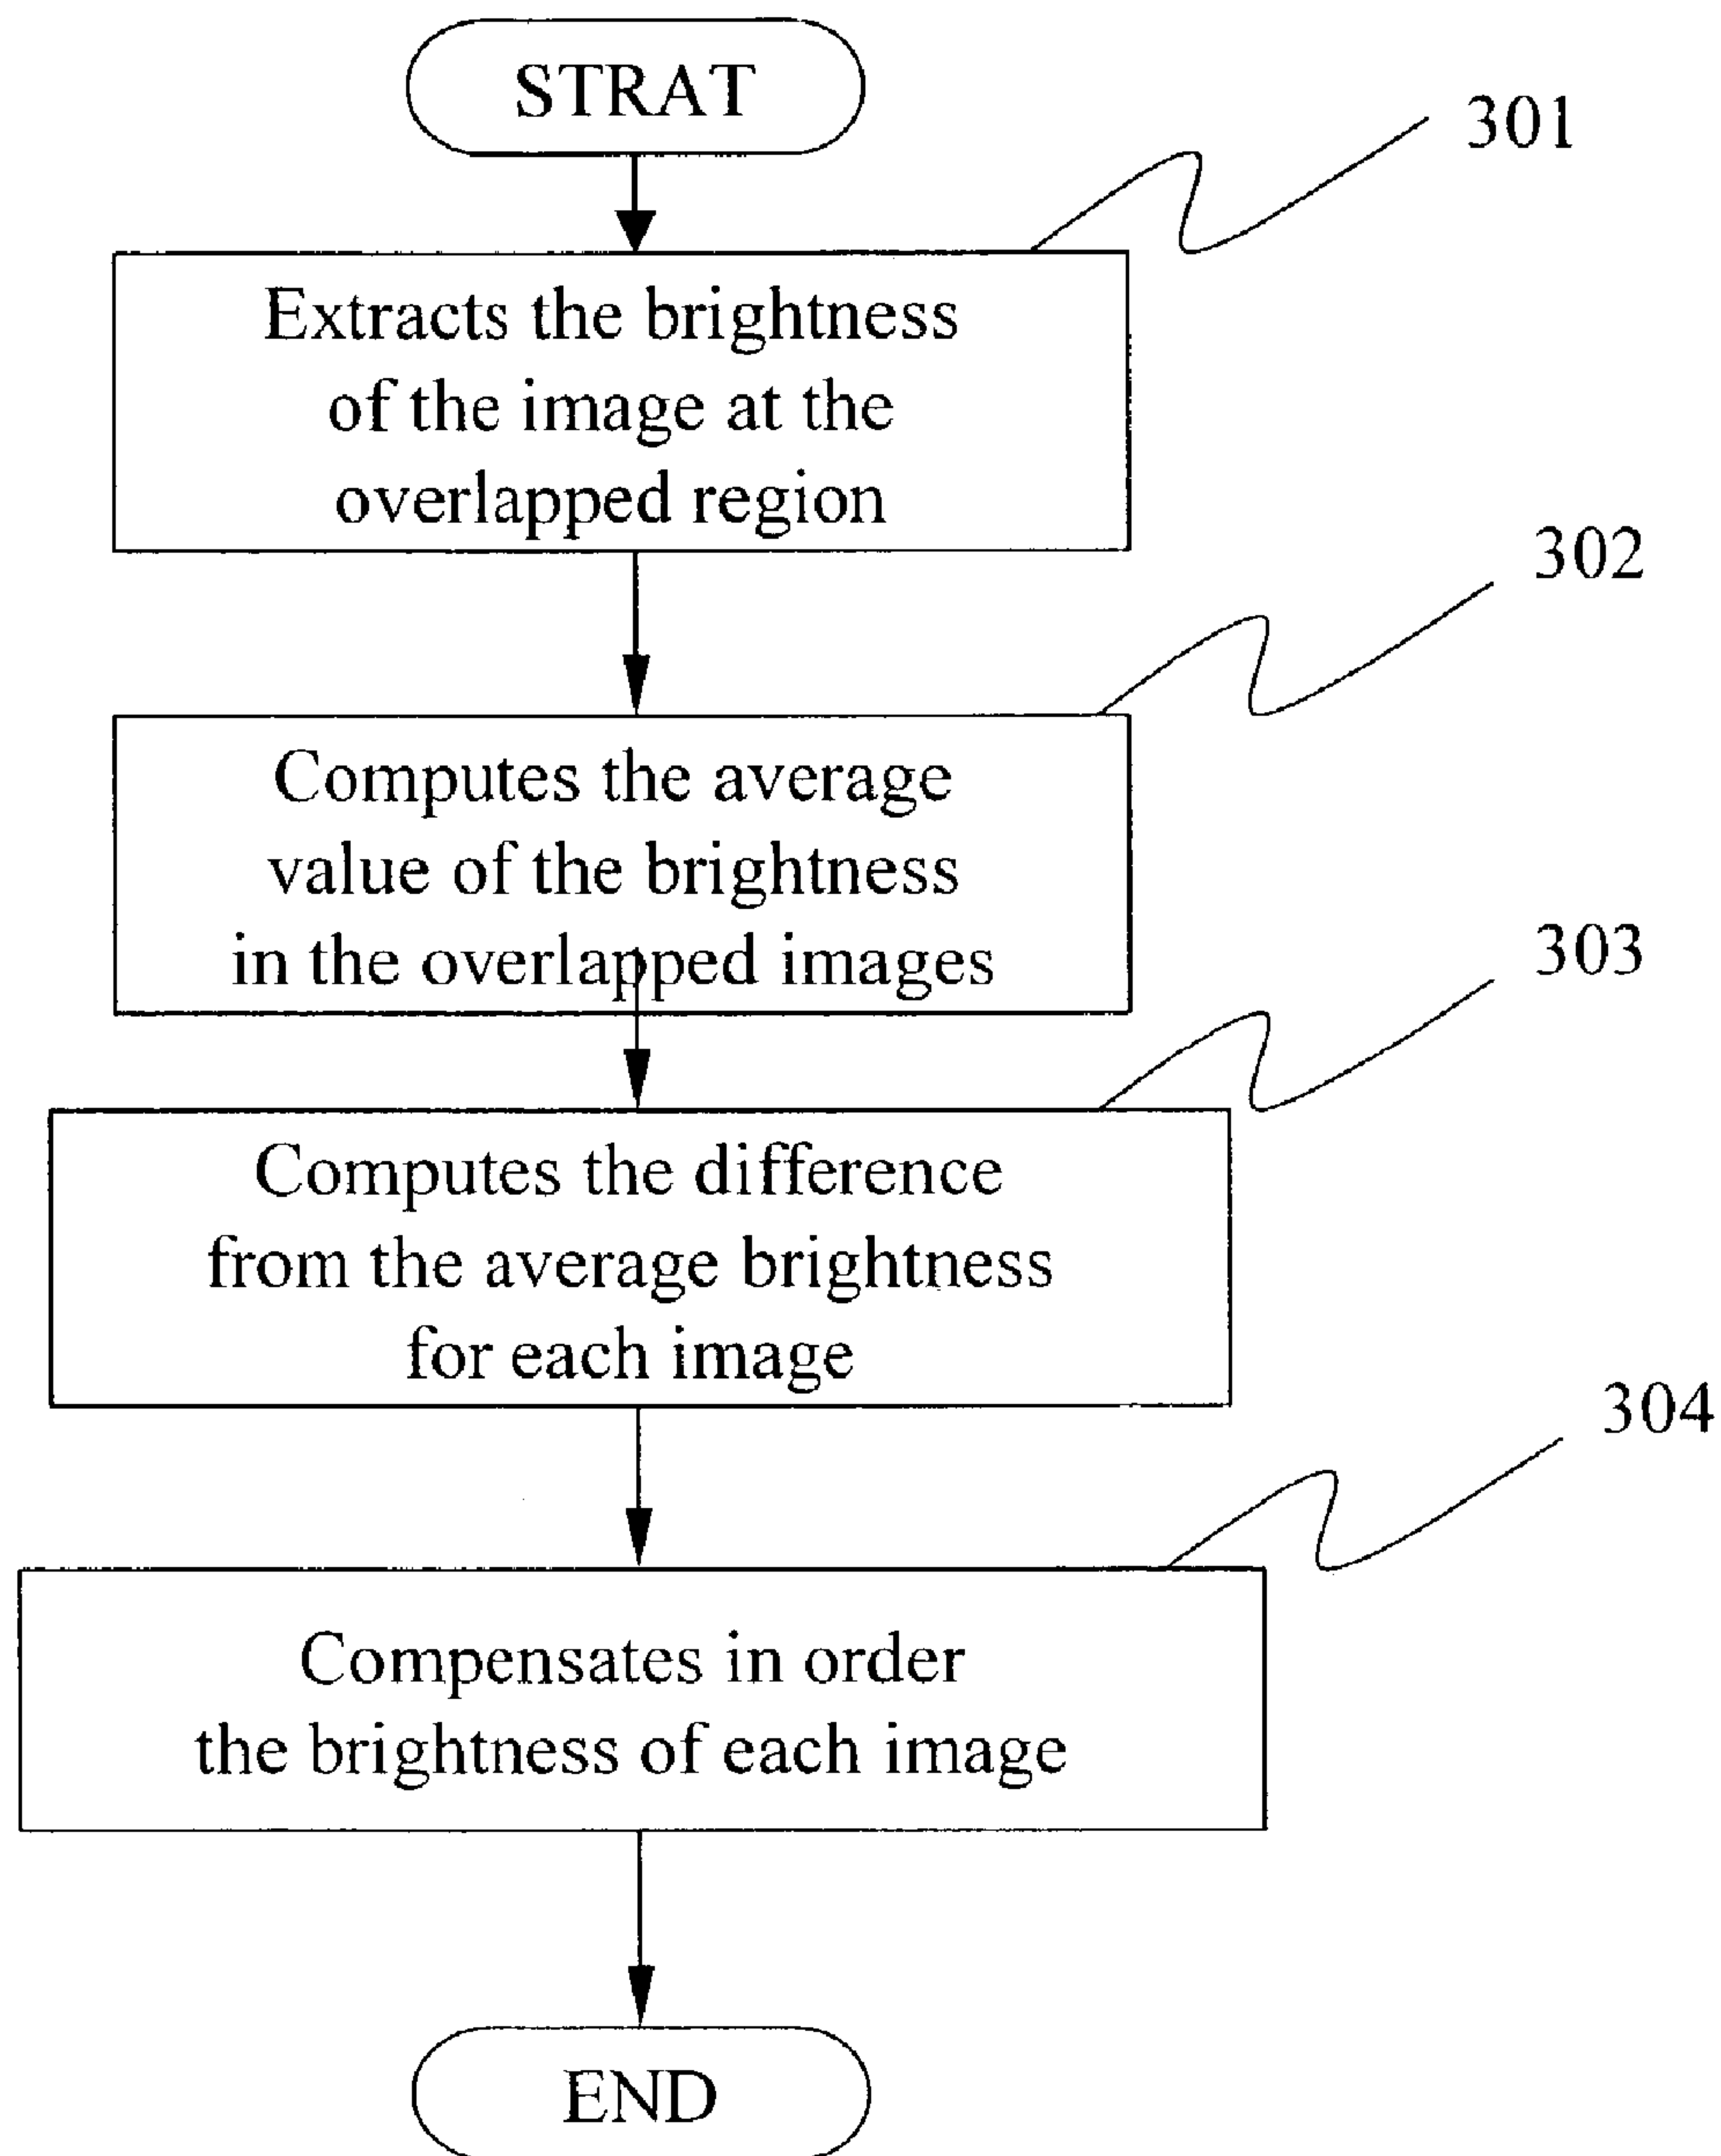 STRAT
301
Extracts the brightness
of the image at the
overlapped region
302
Computes the average
value of the brightness
in the overlapped images
303
Computes the difference
from the average brightness
for each image
304
Compensates in order
the brightness of each image
END